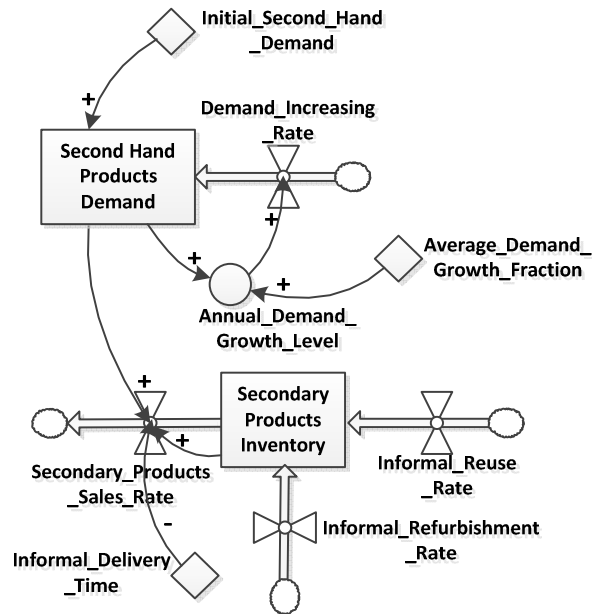 Initial_Second_Hand
_Demand
+
Demand_Increasing
_Rate
Second Hand
Products
Demand
+
+
Average_Demand_
Growth_Fraction
+
Annual_Demand_
Growth_Level
+
Secondary
Products
Inventory
+
Secondary_Products
_Sales_Rate
Informal_Reuse
_Rate
-
Informal_Refurbishment
_Rate
Informal_Delivery
_Time